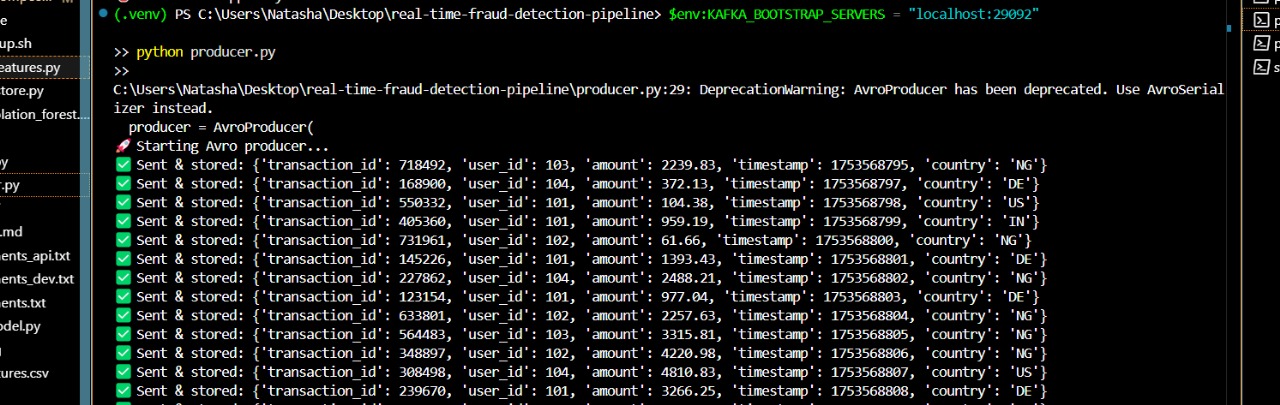 (.venv) PS C:\Users\Natasha\Desktop\real-time-fraud-detection-pipeline> $env:KAFKA_BOOTSTRAP_SERVERS = "localhost:29092"
up.sh
>> python producer.py
eatures.py
>>
tore.py
C:\Users\Natasha\Desktop\real-time-fraud-detection-pipeline\producer.py:29: DeprecationWarning: AvroProducer has been deprecated. Use AvroSerial
izer instead.
lation_forest....
producer = AvroProducer(
🚀 Starting Avro producer...
✅ Sent & stored: {'transaction_id': 718492, 'user_id': 103, 'amount': 2239.83, 'timestamp': 1753568795, 'country': 'NG'}
✅ Sent & stored: {'transaction_id': 168900, 'user_id': 104, 'amount': 372.13, 'timestamp': 1753568797, 'country': 'DE'}
r.py
✅ Sent & stored: {'transaction_id': 550332, 'user_id': 101, 'amount': 104.38, 'timestamp': 1753568798, 'country': 'US'}
✅ Sent & stored: {'transaction_id': 405360, 'user_id': 101, 'amount': 959.19, 'timestamp': 1753568799, 'country': 'IN'}
.md
✅ Sent & stored: {'transaction_id': 731961, 'user_id': 102, 'amount': 61.66, 'timestamp': 1753568800, 'country': 'NG'}
ents_api.txt
✅ Sent & stored: {'transaction_id': 145226, 'user_id': 101, 'amount': 1393.43, 'timestamp': 1753568801, 'country': 'DE'}
ents_dev.txt
✅ Sent & stored: {'transaction_id': 227862, 'user_id': 104, 'amount': 2488.21, 'timestamp': 1753568802, 'country': 'NG'}
✅ Sent & stored: {'transaction_id': 123154, 'user_id': 101, 'amount': 977.04, 'timestamp': 1753568803, 'country': 'DE'}
ents.txt
✅ Sent & stored: {'transaction_id': 633801, 'user_id': 102, 'amount': 2257.63, 'timestamp': 1753568804, 'country': 'NG'}
odel.py
✅ Sent & stored: {'transaction_id': 564483, 'user_id': 103, 'amount': 3315.81, 'timestamp': 1753568805, 'country': 'NG'}
✅ Sent & stored: {'transaction_id': 348897, 'user_id': 102, 'amount': 4220.98, 'timestamp': 1753568806, 'country': 'NG'}
ures.csv
✅ Sent & stored: {'transaction_id': 308498, 'user_id': 104, 'amount': 4810.83, 'timestamp': 1753568807, 'country': 'US'}
✅ Sent & stored: {'transaction_id': 239670, 'user_id': 101, 'amount': 3266.25, 'timestamp': 1753568808, 'country': 'DE'}